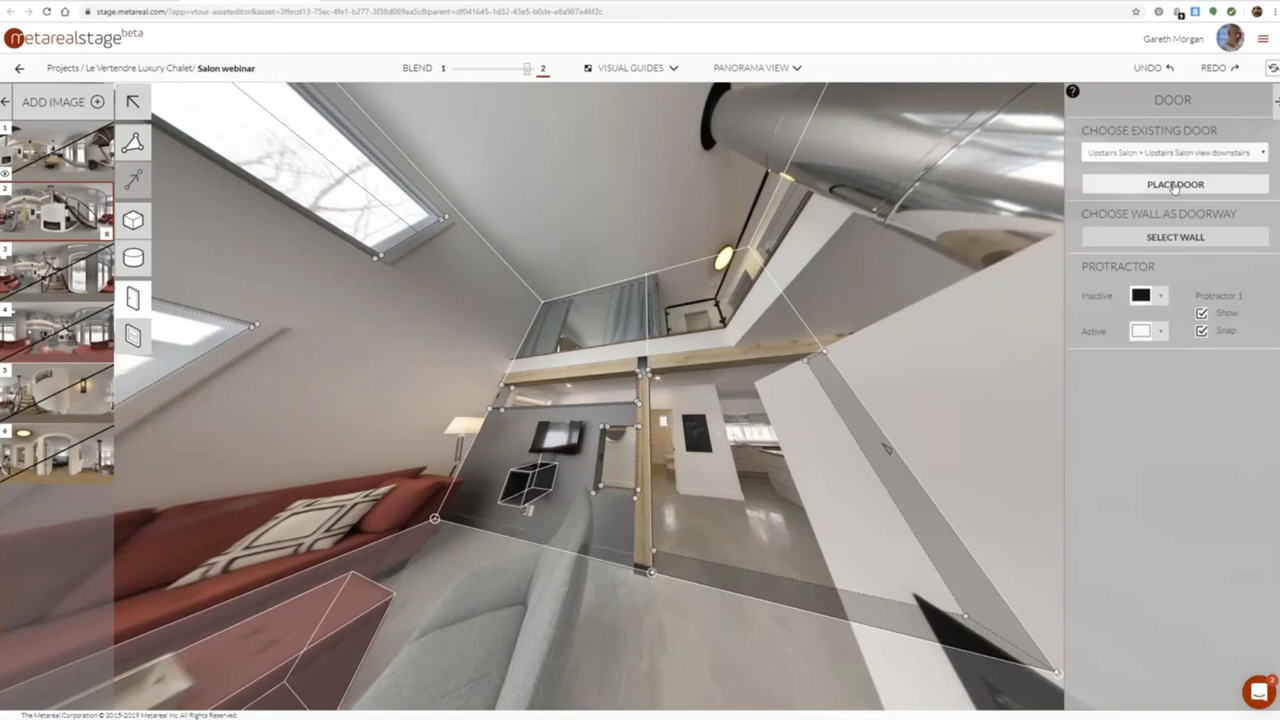 stage.metareal.com/?app=vtour-asseteditor&asset=3ffecd13-75ec-4fe1-b277-3f38d089aa5c&parent=df041645-1d32-43e5-b0de-e8a987e46f2c
metarealstage beta
Gareth Morgan
Projects / Le Vertendre Luxury Chalet/ Salon webinar
BLEND 1 2
VISUAL GUIDES
PANORAMA VIEW
UNDO
REDO
ADD IMAGE
1
2
R
3
4
5
6
?
DOOR
CHOOSE EXISTING DOOR
Upstairs Salon > Upstairs Salon view downstairs
PLACE DOOR
CHOOSE WALL AS DOORWAY
SELECT WALL
PROTRACTOR
Inactive
Protractor 1
Show
Active
Snap
2
The Metareal Corporation © 2015-2019 Metareal Inc. All Rights Reserved.